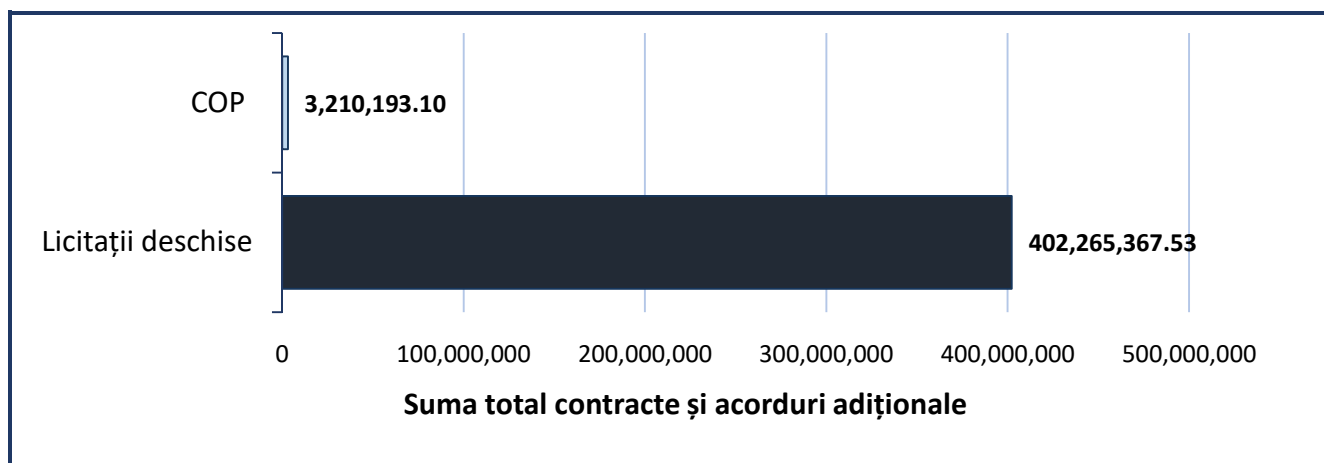 COP
3,210,193.10
Licitații deschise
402,265,367.53
0 100,000,000 200,000,000 300,000,000 400,000,000 500,000,000
Suma total contracte și acorduri adiționale